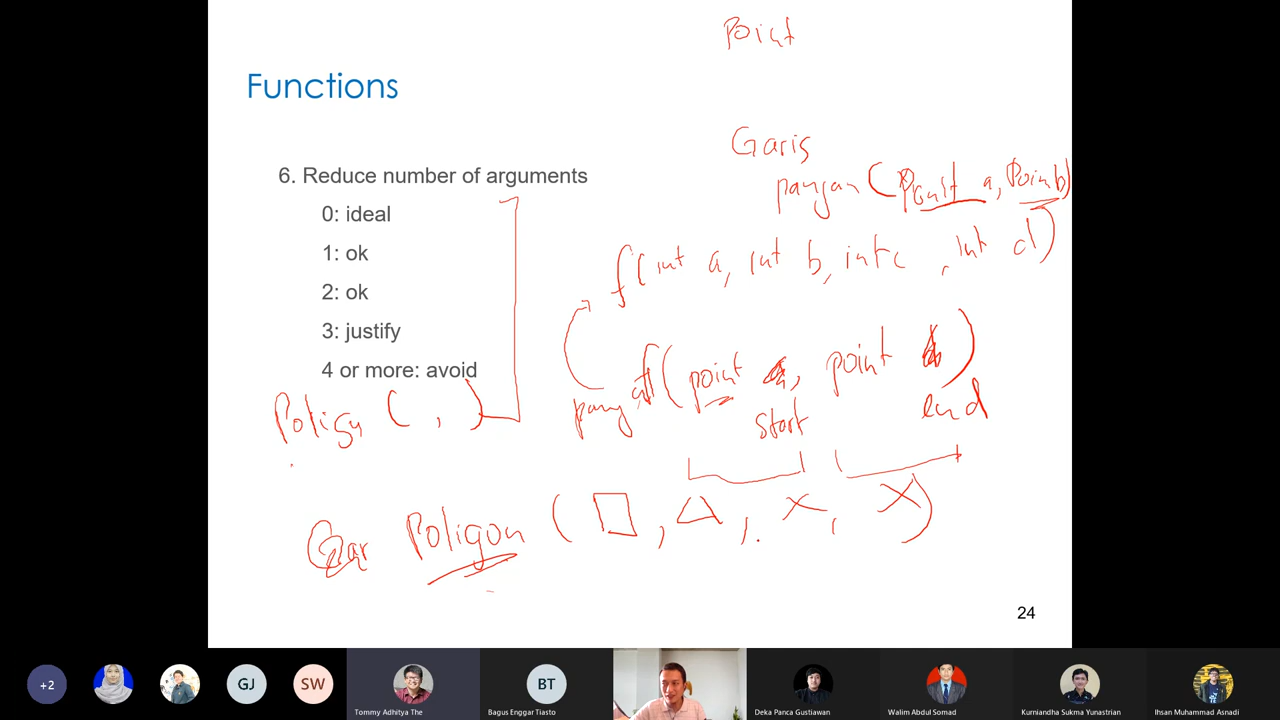 Point
Functions
Garis
6. Reduce number of arguments
pangan (Point a, Point b)
0: ideal
f(int a, int b, int c, int d)
1: ok
2: ok
3: justify
(point a, point b)
4 or more: avoid
Polign ( , )
start end
Poligon ( □, △, X, X)
24
+2 GJ SW BT
Tommy Adhitya The Bagus Enggar Tiasto Deka Panca Gustiawan Walim Abdul Somad Kurniandha Sukma Yunastrian Ihsan Muhammad Asnadi